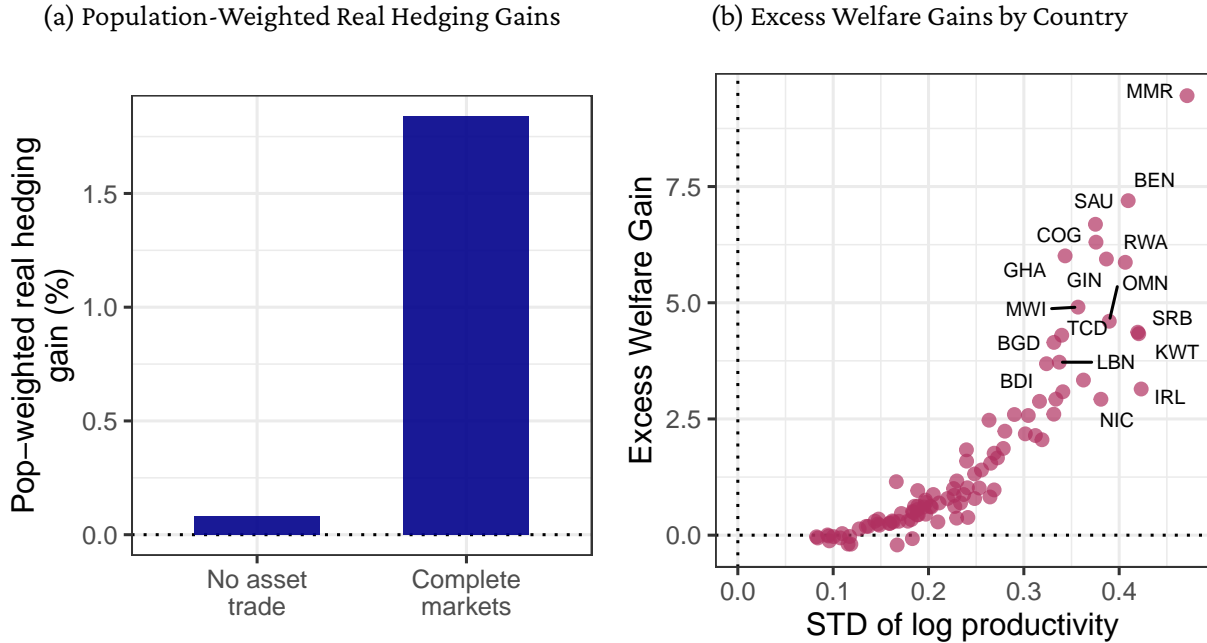 (a) Population-Weighted Real Hedging Gains
Pop–weighted real hedging
gain (%)
1.5
1.0
0.5
0.0
No asset
trade
Complete
markets
(b) Excess Welfare Gains by Country
Excess Welfare Gain
7.5
5.0
2.5
0.0
MMR
BEN
SAU
COG
RWA
GHA
GIN
OMN
MWI
TCD
SRB
BGD
KWT
LBN
BDI
IRL
NIC
0.0
0.1
0.2
0.3
0.4
STD of log productivity